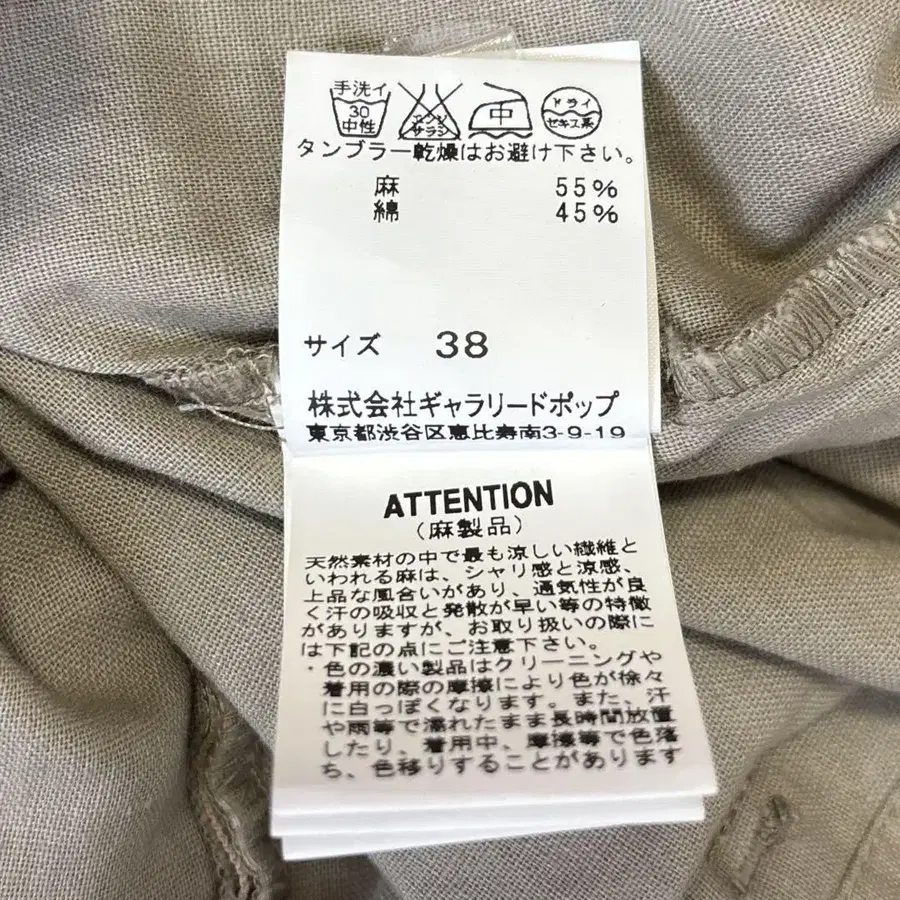 手洗イ
30
中性
エンソ
サラシ
中
ドライ
セキユ系
タンブラー乾燥はお避け下さい。
麻 55%
綿 45%
サイズ 38
株式会社ギャラリードポップ
東京都渋谷区恵比寿南3-9-19
ATTENTION
(麻製品)
天然素材の中で最も涼しい繊維と
いわれる麻は、シャリ感と涼感、
上品な風合いがあり、通気性が良
く汗の吸収と発散が早い等の特徴
がありますが、お取り扱いの際に
は下記の点にご注意下さい。
・色の濃い製品はクリーニングや
着用の際の摩擦により色が徐々
に白っぽくなります。また、汗
や雨等で濡れたまま長時間放置
したり、着用中、摩擦等で色落
ち、色移りすることがあります